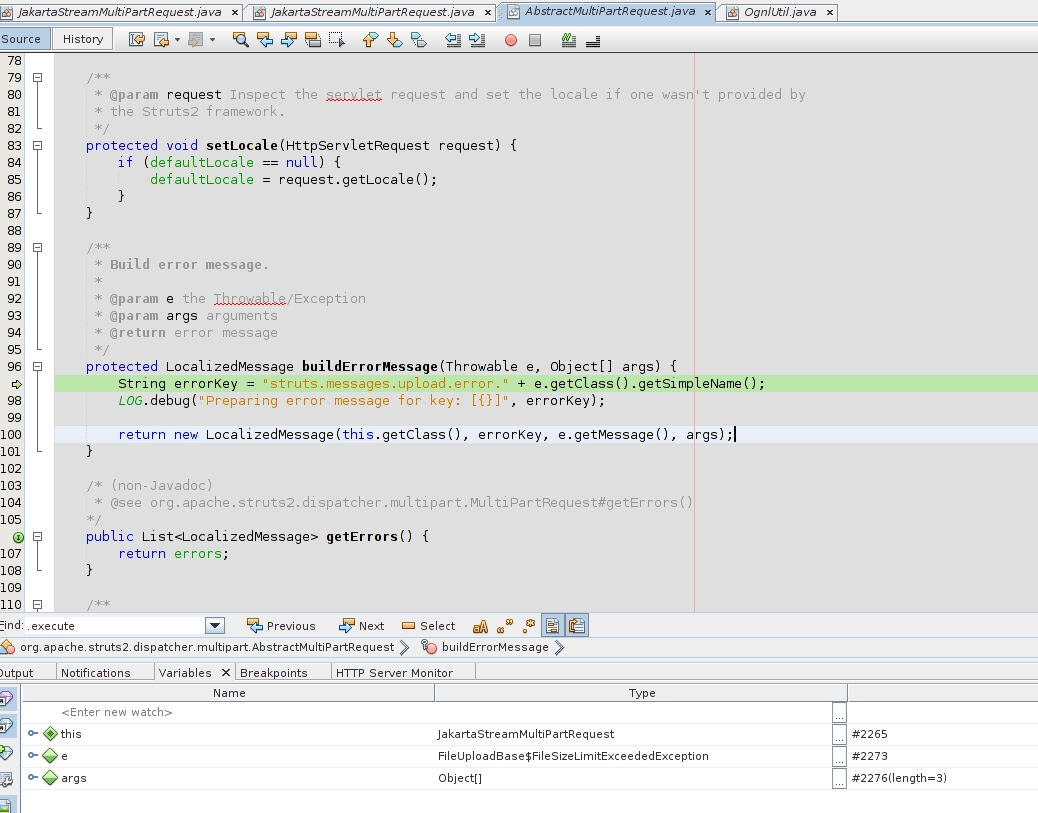 JakartaStreamMultiPartRequest.java × JakartaStreamMultiPartRequest.java × AbstractMultiPartRequest.java × OgnlUtil.java ×
Source History
78
79 /**
80 * @param request Inspect the servlet request and set the locale if one wasn't provided by
81 * the Struts2 framework.
82 */
83 protected void setLocale(HttpServletRequest request) {
84 if (defaultLocale == null) {
85 defaultLocale = request.getLocale();
86 }
87 }
88
89 /**
90 * Build error message.
91 *
92 * @param e the Throwable/Exception
93 * @param args arguments
94 * @return error message
95 */
96 protected LocalizedMessage buildErrorMessage(Throwable e, Object[] args) {
String errorKey = "struts.messages.upload.error." + e.getClass().getSimpleName();
98 LOG.debug("Preparing error message for key: [{}]", errorKey);
99
100 return new LocalizedMessage(this.getClass(), errorKey, e.getMessage(), args);
101 }
102
103 /* (non-Javadoc)
104 * @see org.apache.struts2.dispatcher.multipart.MultiPartRequest#getErrors()
105 */
public List<LocalizedMessage> getErrors() {
107 return errors;
108 }
109
110 /**
Find: .execute Previous Next Select aA
org.apache.struts2.dispatcher.multipart.AbstractMultiPartRequest buildErrorMessage
Output Notifications Variables × Breakpoints HTTP Server Monitor
Name Type
<Enter new watch> ...
this JakartaStreamMultiPartRequest ... #2265
e FileUploadBase$FileSizeLimitExceededException ... #2273
args Object[] ... #2276(length=3)